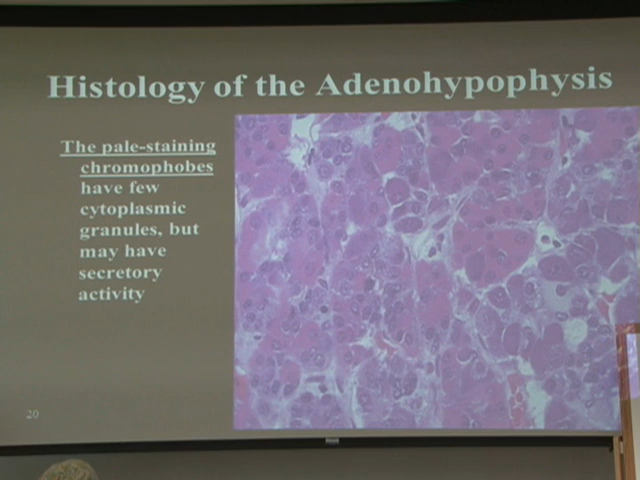 Histology of the Adenohypophysis
The pale-staining
chromophobes
have few
cytoplasmic
granules, but
may have
secretory
activity
20